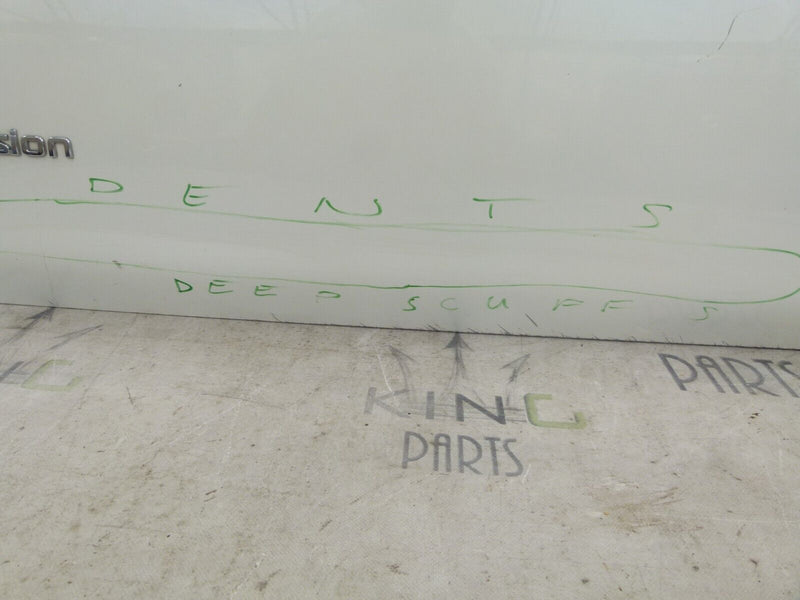 sion
DENTS
DEEP SCUFFS
KING
PARTS
PARTS